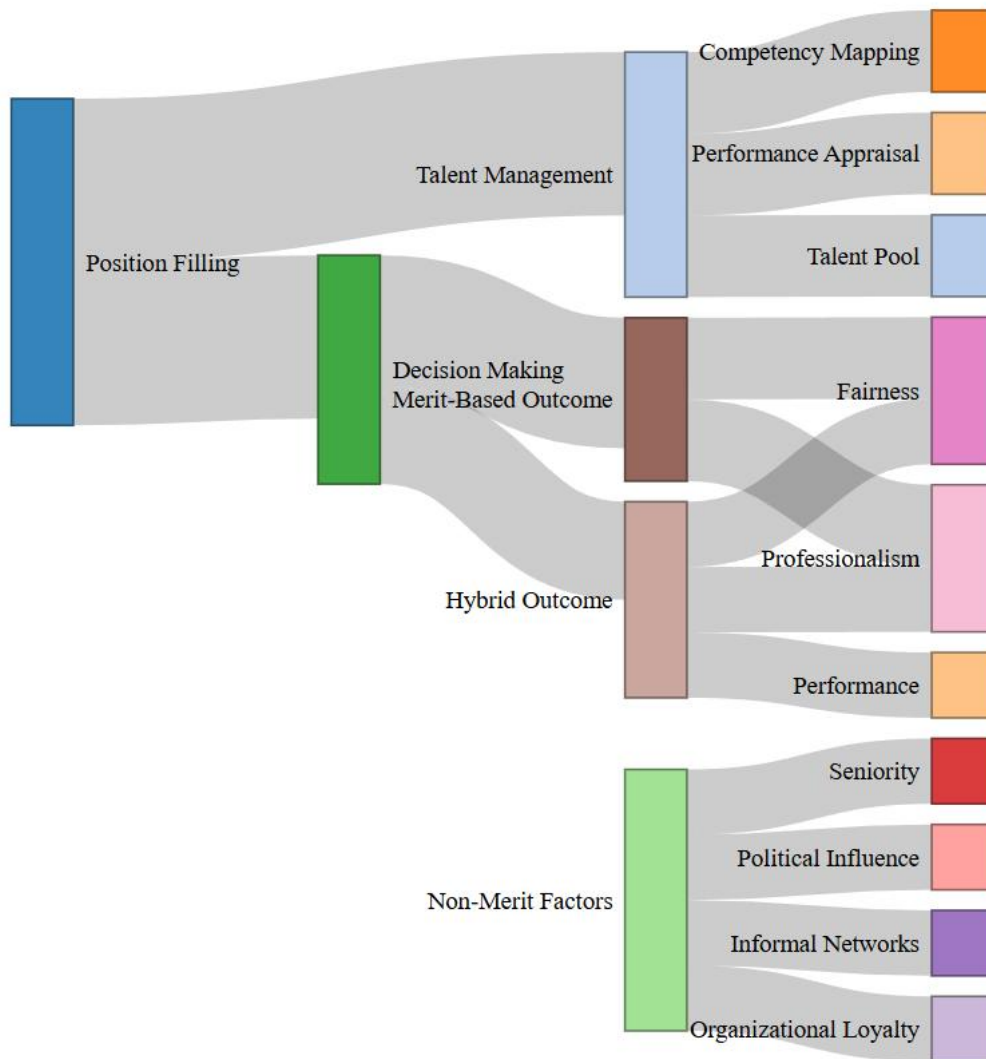 Competency Mapping
Performance Appraisal
Talent Management
Talent Pool
Position Filling
Decision Making
Merit-Based Outcome
Fairness
Professionalism
Hybrid Outcome
Performance
Seniority
Political Influence
Non-Merit Factors
Informal Networks
Organizational Loyalty